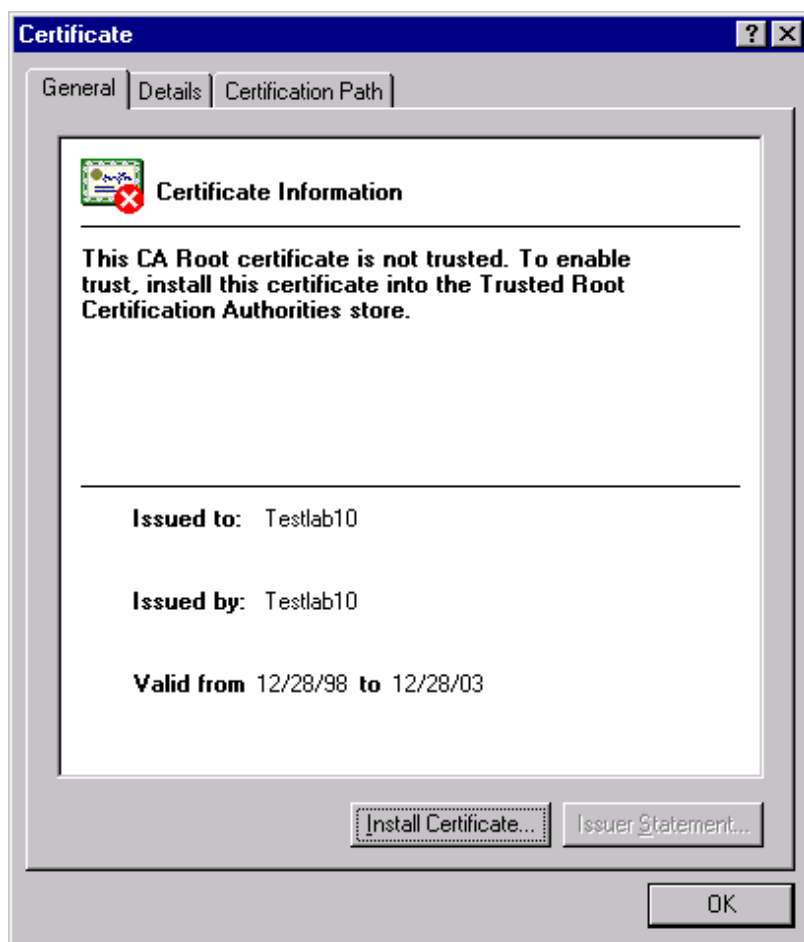 Certificate
General Details Certification Path
Certificate Information
This CA Root certificate is not trusted. To enable
trust, install this certificate into the Trusted Root
Certification Authorities store.
Issued to: Testlab10
Issued by: Testlab10
Valid from 12/28/98 to 12/28/03
Install Certificate... Issuer Statement...
OK